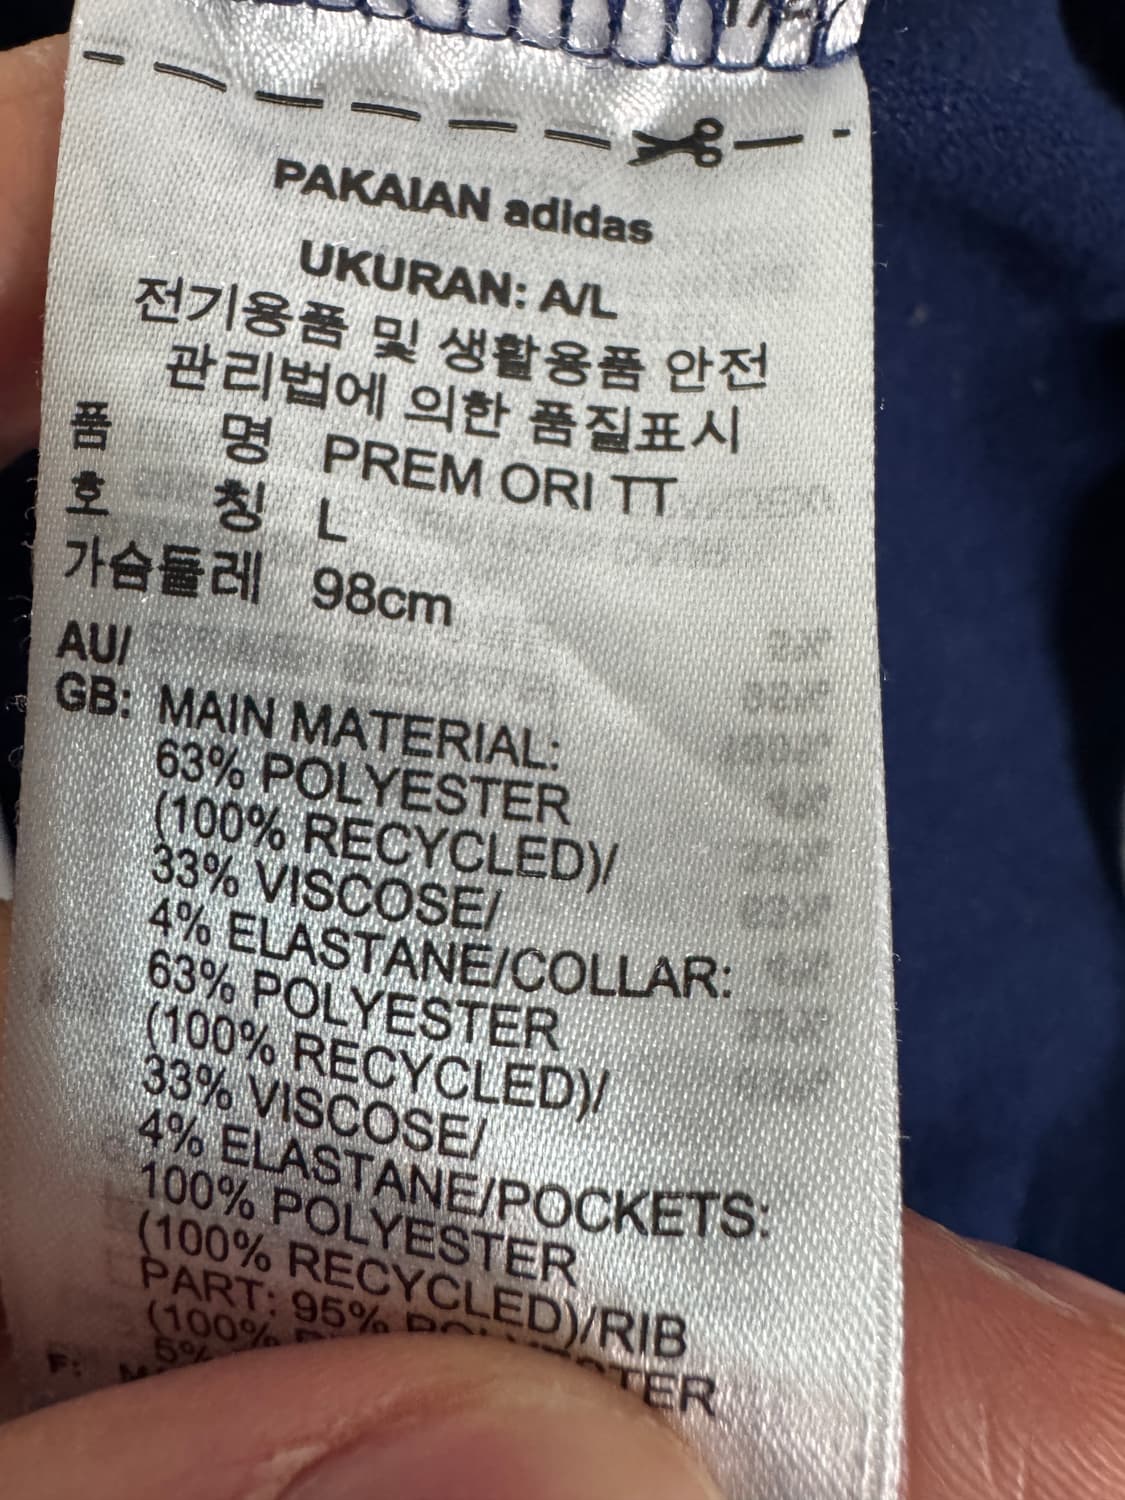 PAKAIAN adidas
UKURAN: A/L
전기용품 및 생활용품 안전
관리법에 의한 품질표시
품 명 PREM ORI TT
호 칭 L
가슴둘레 98cm
AU/
GB: MAIN MATERIAL:
63% POLYESTER
(100% RECYCLED)/
33% VISCOSE/
4% ELASTANE/COLLAR:
63% POLYESTER
(100% RECYCLED)/
33% VISCOSE/
4% ELASTANE/POCKETS:
100% POLYESTER
(100% RECYCLED)/RIB
PART: 95% POLYESTER
(100%
5%
F: